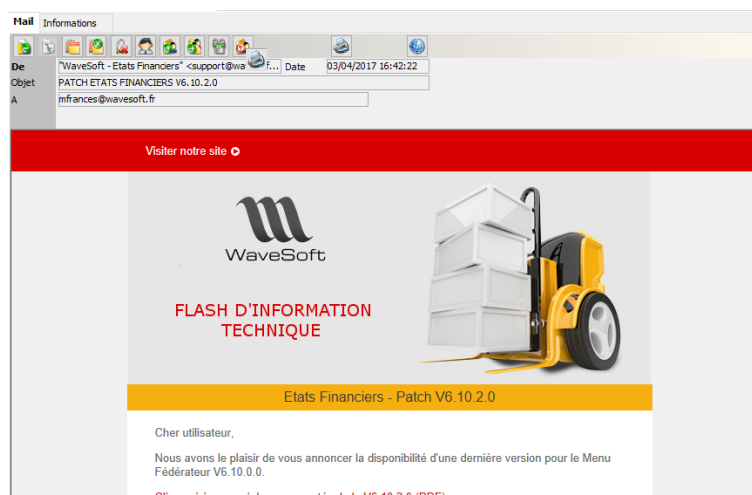 Mail Informations
De "WaveSoft - Etats Financiers" <support@wa f... Date 03/04/2017 16:42:22
Objet PATCH ETATS FINANCIERS V6.10.2.0
A mfrances@wavesoft.fr
Visiter notre site
WaveSoft
FLASH D'INFORMATION
TECHNIQUE
Etats Financiers - Patch V6.10.2.0
Cher utilisateur,
Nous avons le plaisir de vous annoncer la disponibilité d'une dernière version pour le Menu
Fédérateur V6.10.0.0.